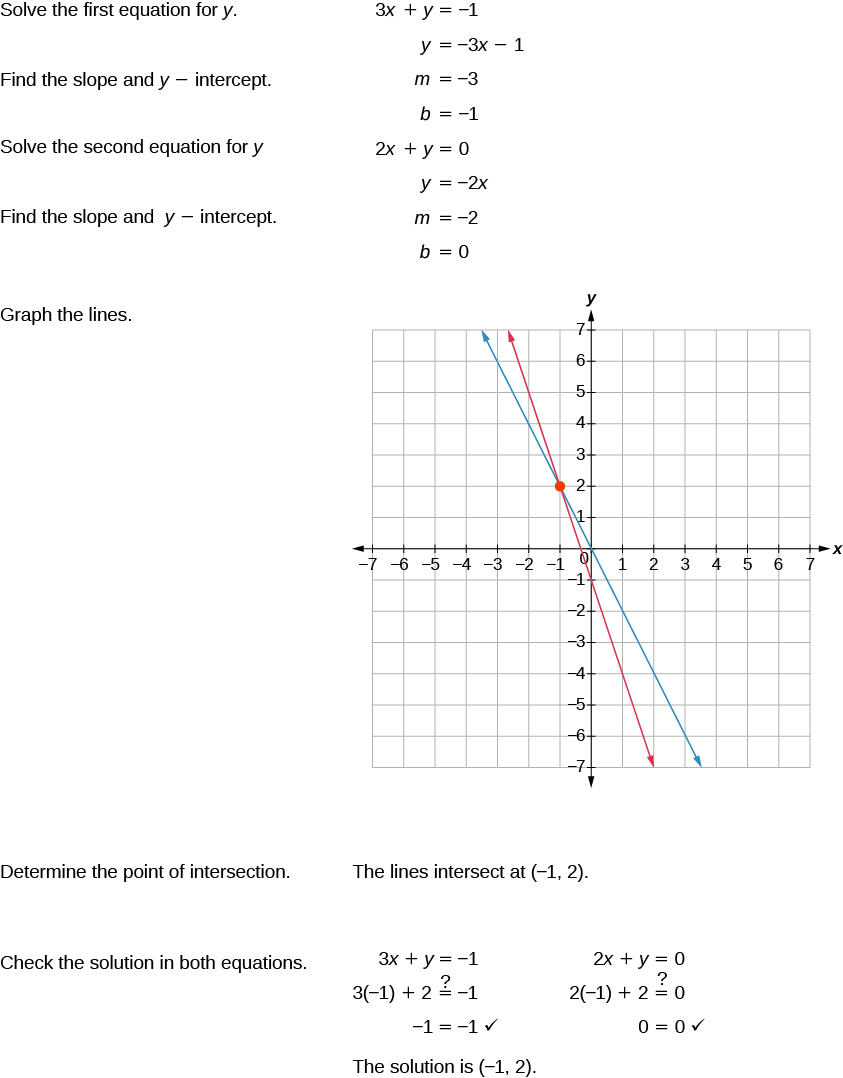 Solve the first equation for y. 3x + y = −1
y = −3x − 1
Find the slope and y − intercept. m = −3
b = −1
Solve the second equation for y 2x + y = 0
y = −2x
Find the slope and y − intercept. m = −2
b = 0
Graph the lines.
y
7
6
5
4
3
2
1
−7 −6 −5 −4 −3 −2 −1 0 1 2 3 4 5 6 7 x
−1
−2
−3
−4
−5
−6
−7
Determine the point of intersection. The lines intersect at (−1, 2).
Check the solution in both equations. 3x + y = −1 2x + y = 0
3(−1) + 2 ≟ −1 2(−1) + 2 ≟ 0
−1 = −1 ✓ 0 = 0 ✓
The solution is (−1, 2).